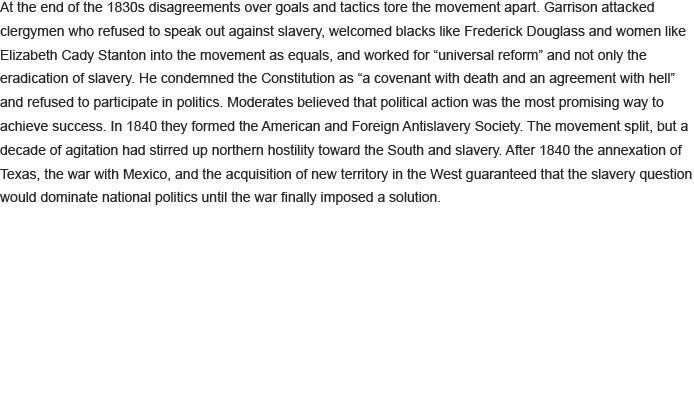 At the end of the 1830s disagreements over goals and tactics tore the movement apart. Garrison attacked
clergymen who refused to speak out against slavery, welcomed blacks like Frederick Douglass and women like
Elizabeth Cady Stanton into the movement as equals, and worked for “universal reform” and not only the
eradication of slavery. He condemned the Constitution as “a covenant with death and an agreement with hell”
and refused to participate in politics. Moderates believed that political action was the most promising way to
achieve success. In 1840 they formed the American and Foreign Antislavery Society. The movement split, but a
decade of agitation had stirred up northern hostility toward the South and slavery. After 1840 the annexation of
Texas, the war with Mexico, and the acquisition of new territory in the West guaranteed that the slavery question
would dominate national politics until the war finally imposed a solution.